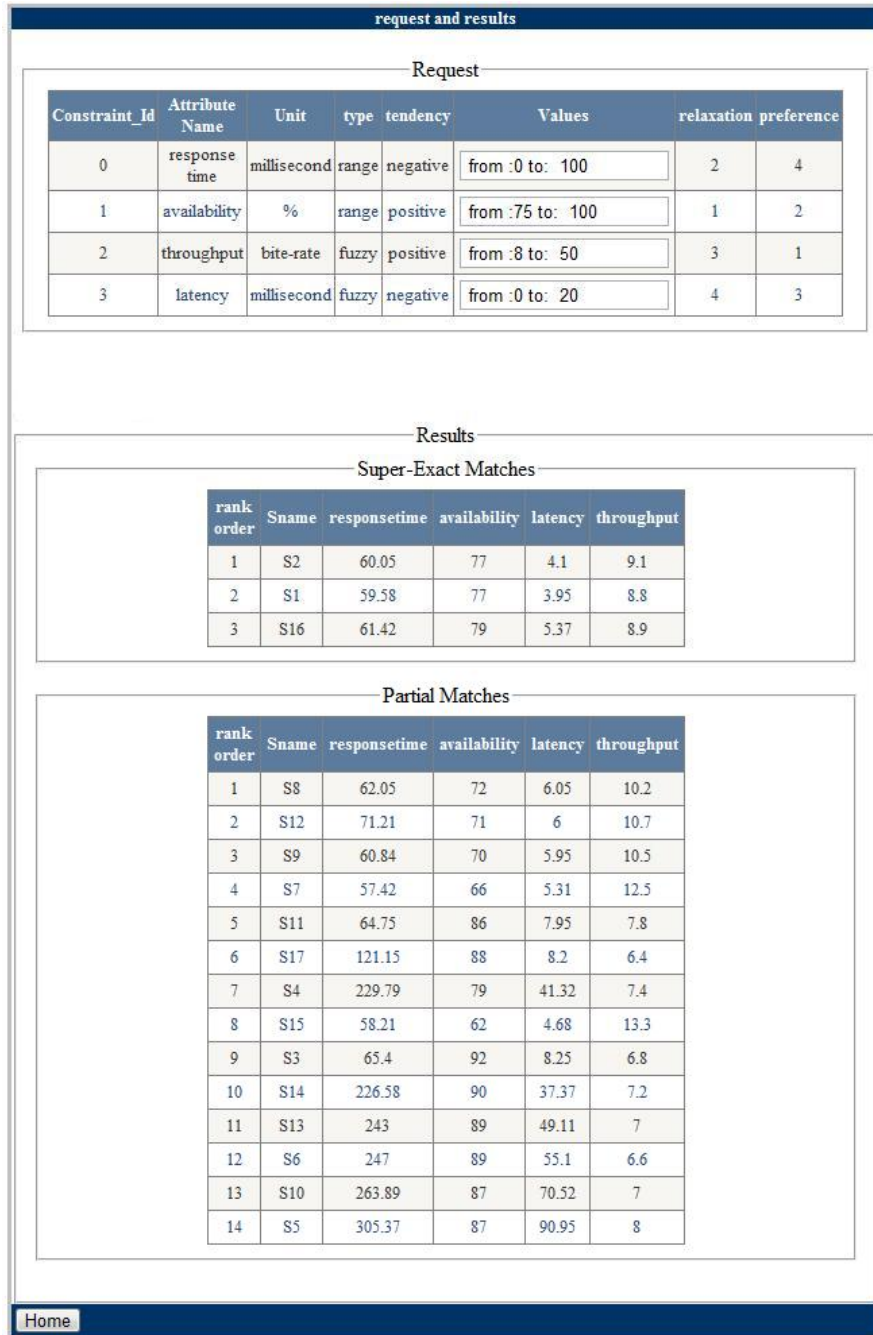 request and results
Request
Constraint_Id Attribute Name Unit type tendency Values relaxation preference
0 response time millisecond range negative from :0 to: 100 2 4
1 availability % range positive from :75 to: 100 1 2
2 throughput bite-rate fuzzy positive from :8 to: 50 3 1
3 latency millisecond fuzzy negative from :0 to: 20 4 3
Results
Super-Exact Matches
rank order Sname responsetime availability latency throughput
1 S2 60.05 77 4.1 9.1
2 S1 59.58 77 3.95 8.8
3 S16 61.42 79 5.37 8.9
Partial Matches
rank order Sname responsetime availability latency throughput
1 S8 62.05 72 6.05 10.2
2 S12 71.21 71 6 10.7
3 S9 60.84 70 5.95 10.5
4 S7 57.42 66 5.31 12.5
5 S11 64.75 86 7.95 7.8
6 S17 121.15 88 8.2 6.4
7 S4 229.79 79 41.32 7.4
8 S15 58.21 62 4.68 13.3
9 S3 65.4 92 8.25 6.8
10 S14 226.58 90 37.37 7.2
11 S13 243 89 49.11 7
12 S6 247 89 55.1 6.6
13 S10 263.89 87 70.52 7
14 S5 305.37 87 90.95 8
Home